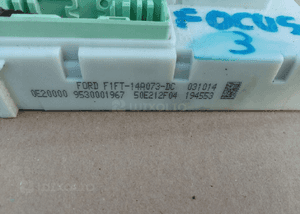 FOCUS
3
FORD F1FT-14A073-DC 031014
0E20000 9530001967 50E212F04 194553